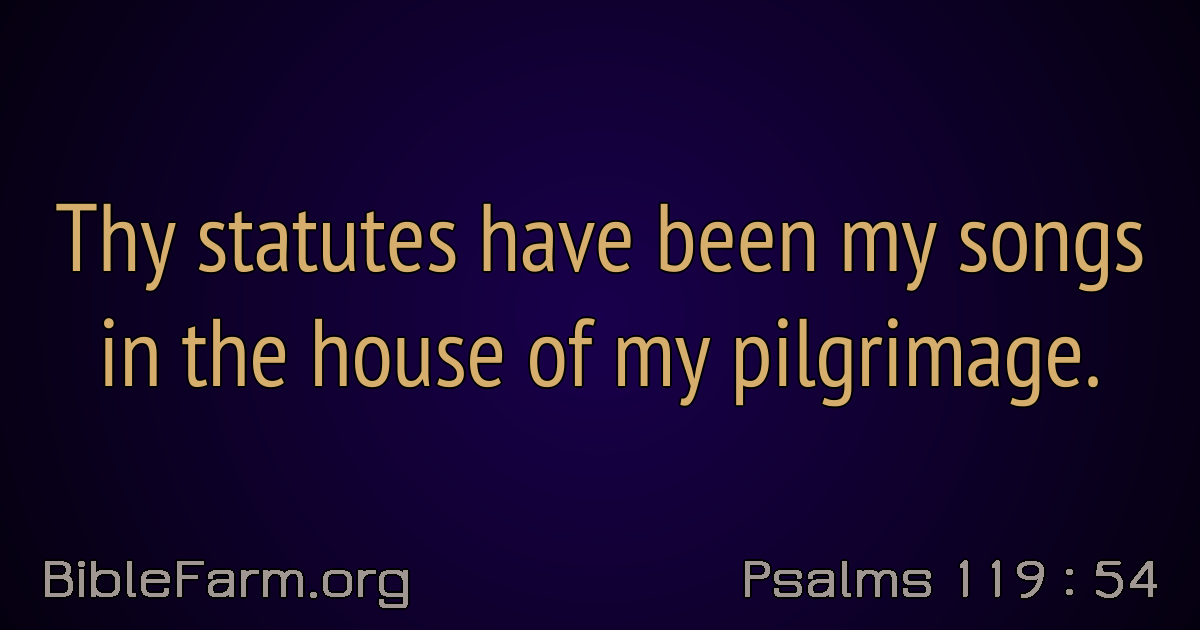 Thy statutes have been my songs
in the house of my pilgrimage.
BibleFarm.org
Psalms 119 : 54